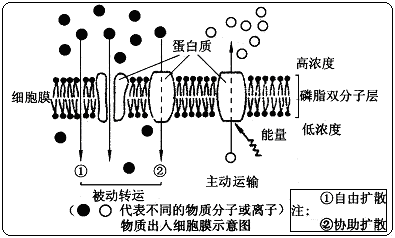 蛋白质
高浓度
细胞膜
磷脂双分子层
低浓度
能量
① ②
被动转运 主动运输
（ 代表不同的物质分子或离子）
物质出入细胞膜示意图
注：
①自由扩散
②协助扩散